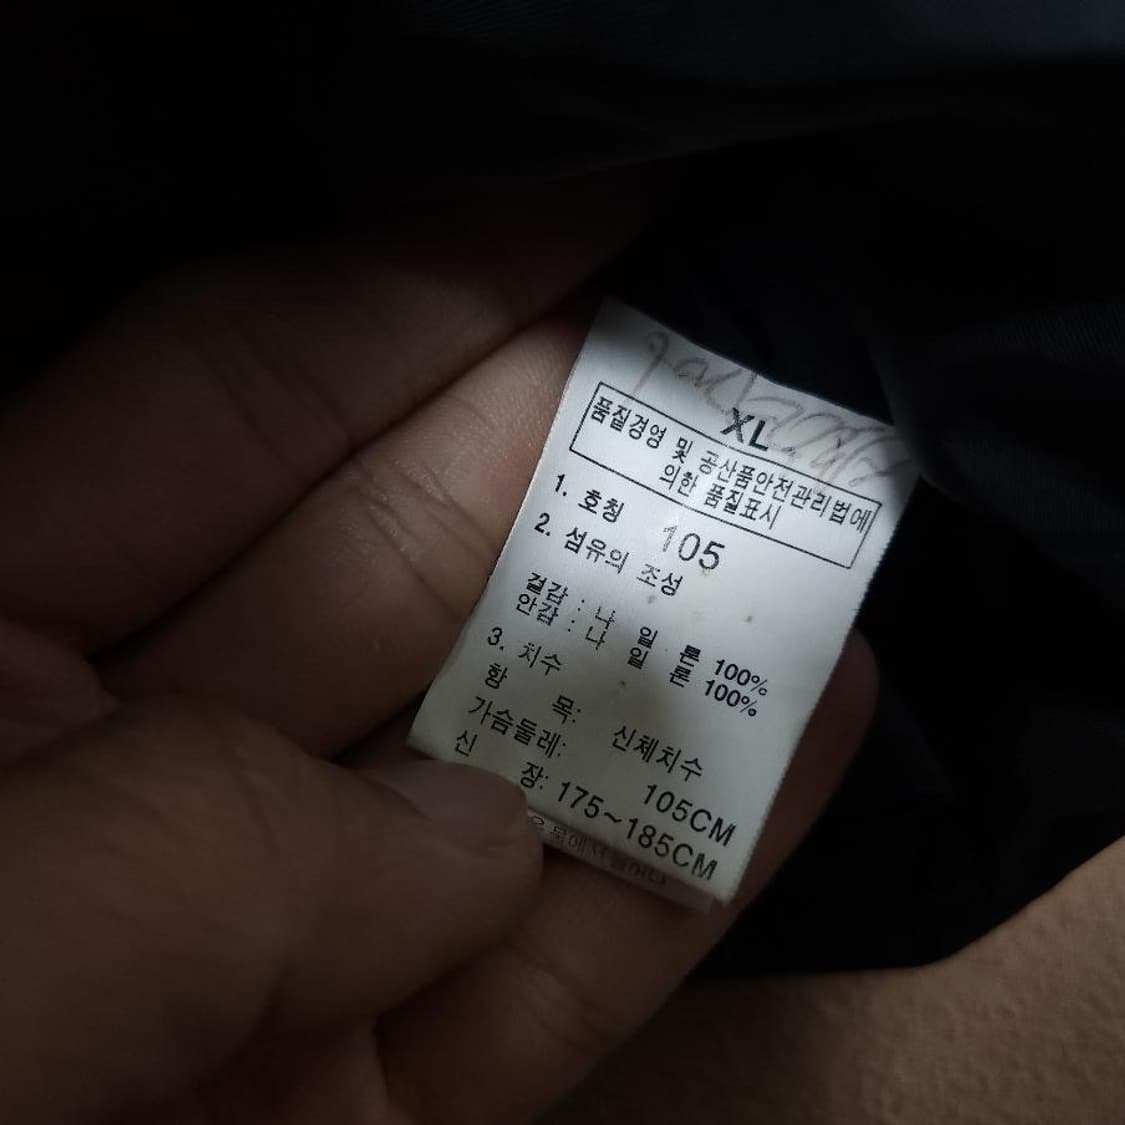 XL
품질경영 및 공산품안전관리법에
의한 품질표시
1. 호칭 105
2. 섬유의 조성
겉감 : 나 일 론 100%
안감 : 나 일 론 100%
3. 치수
항 목: 신체치수
가슴둘레: 105CM
신 장: 175~185CM